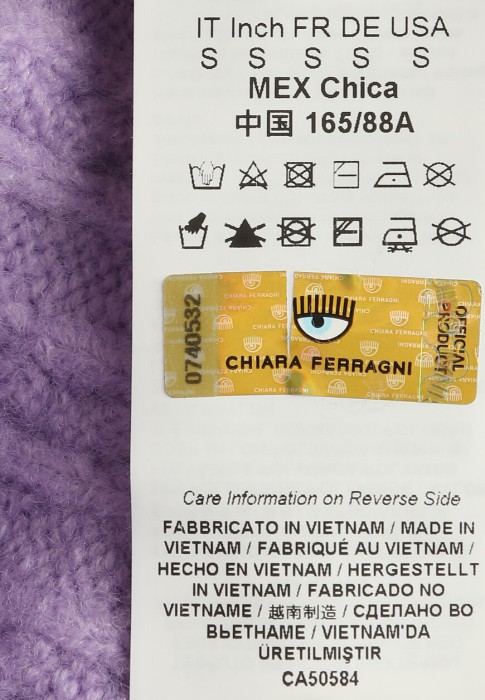 IT Inch FR DE USA
S S S S S
MEX Chica
中国 165/88A
0740532
CHIARA FERRAGNI
OFFICIAL
PRODUCT
Care Information on Reverse Side
FABBRICATO IN VIETNAM / MADE IN
VIETNAM / FABRIQUÉ AU VIETNAM /
HECHO EN VIETNAM / HERGESTELLT
IN VIETNAM / FABRICADO NO
VIETNAME / 越南制造 / СДЕЛАНО ВО
ВЬЕТНАМЕ / VIETNAM'DA
ÜRETILMIŞTIR
CA50584